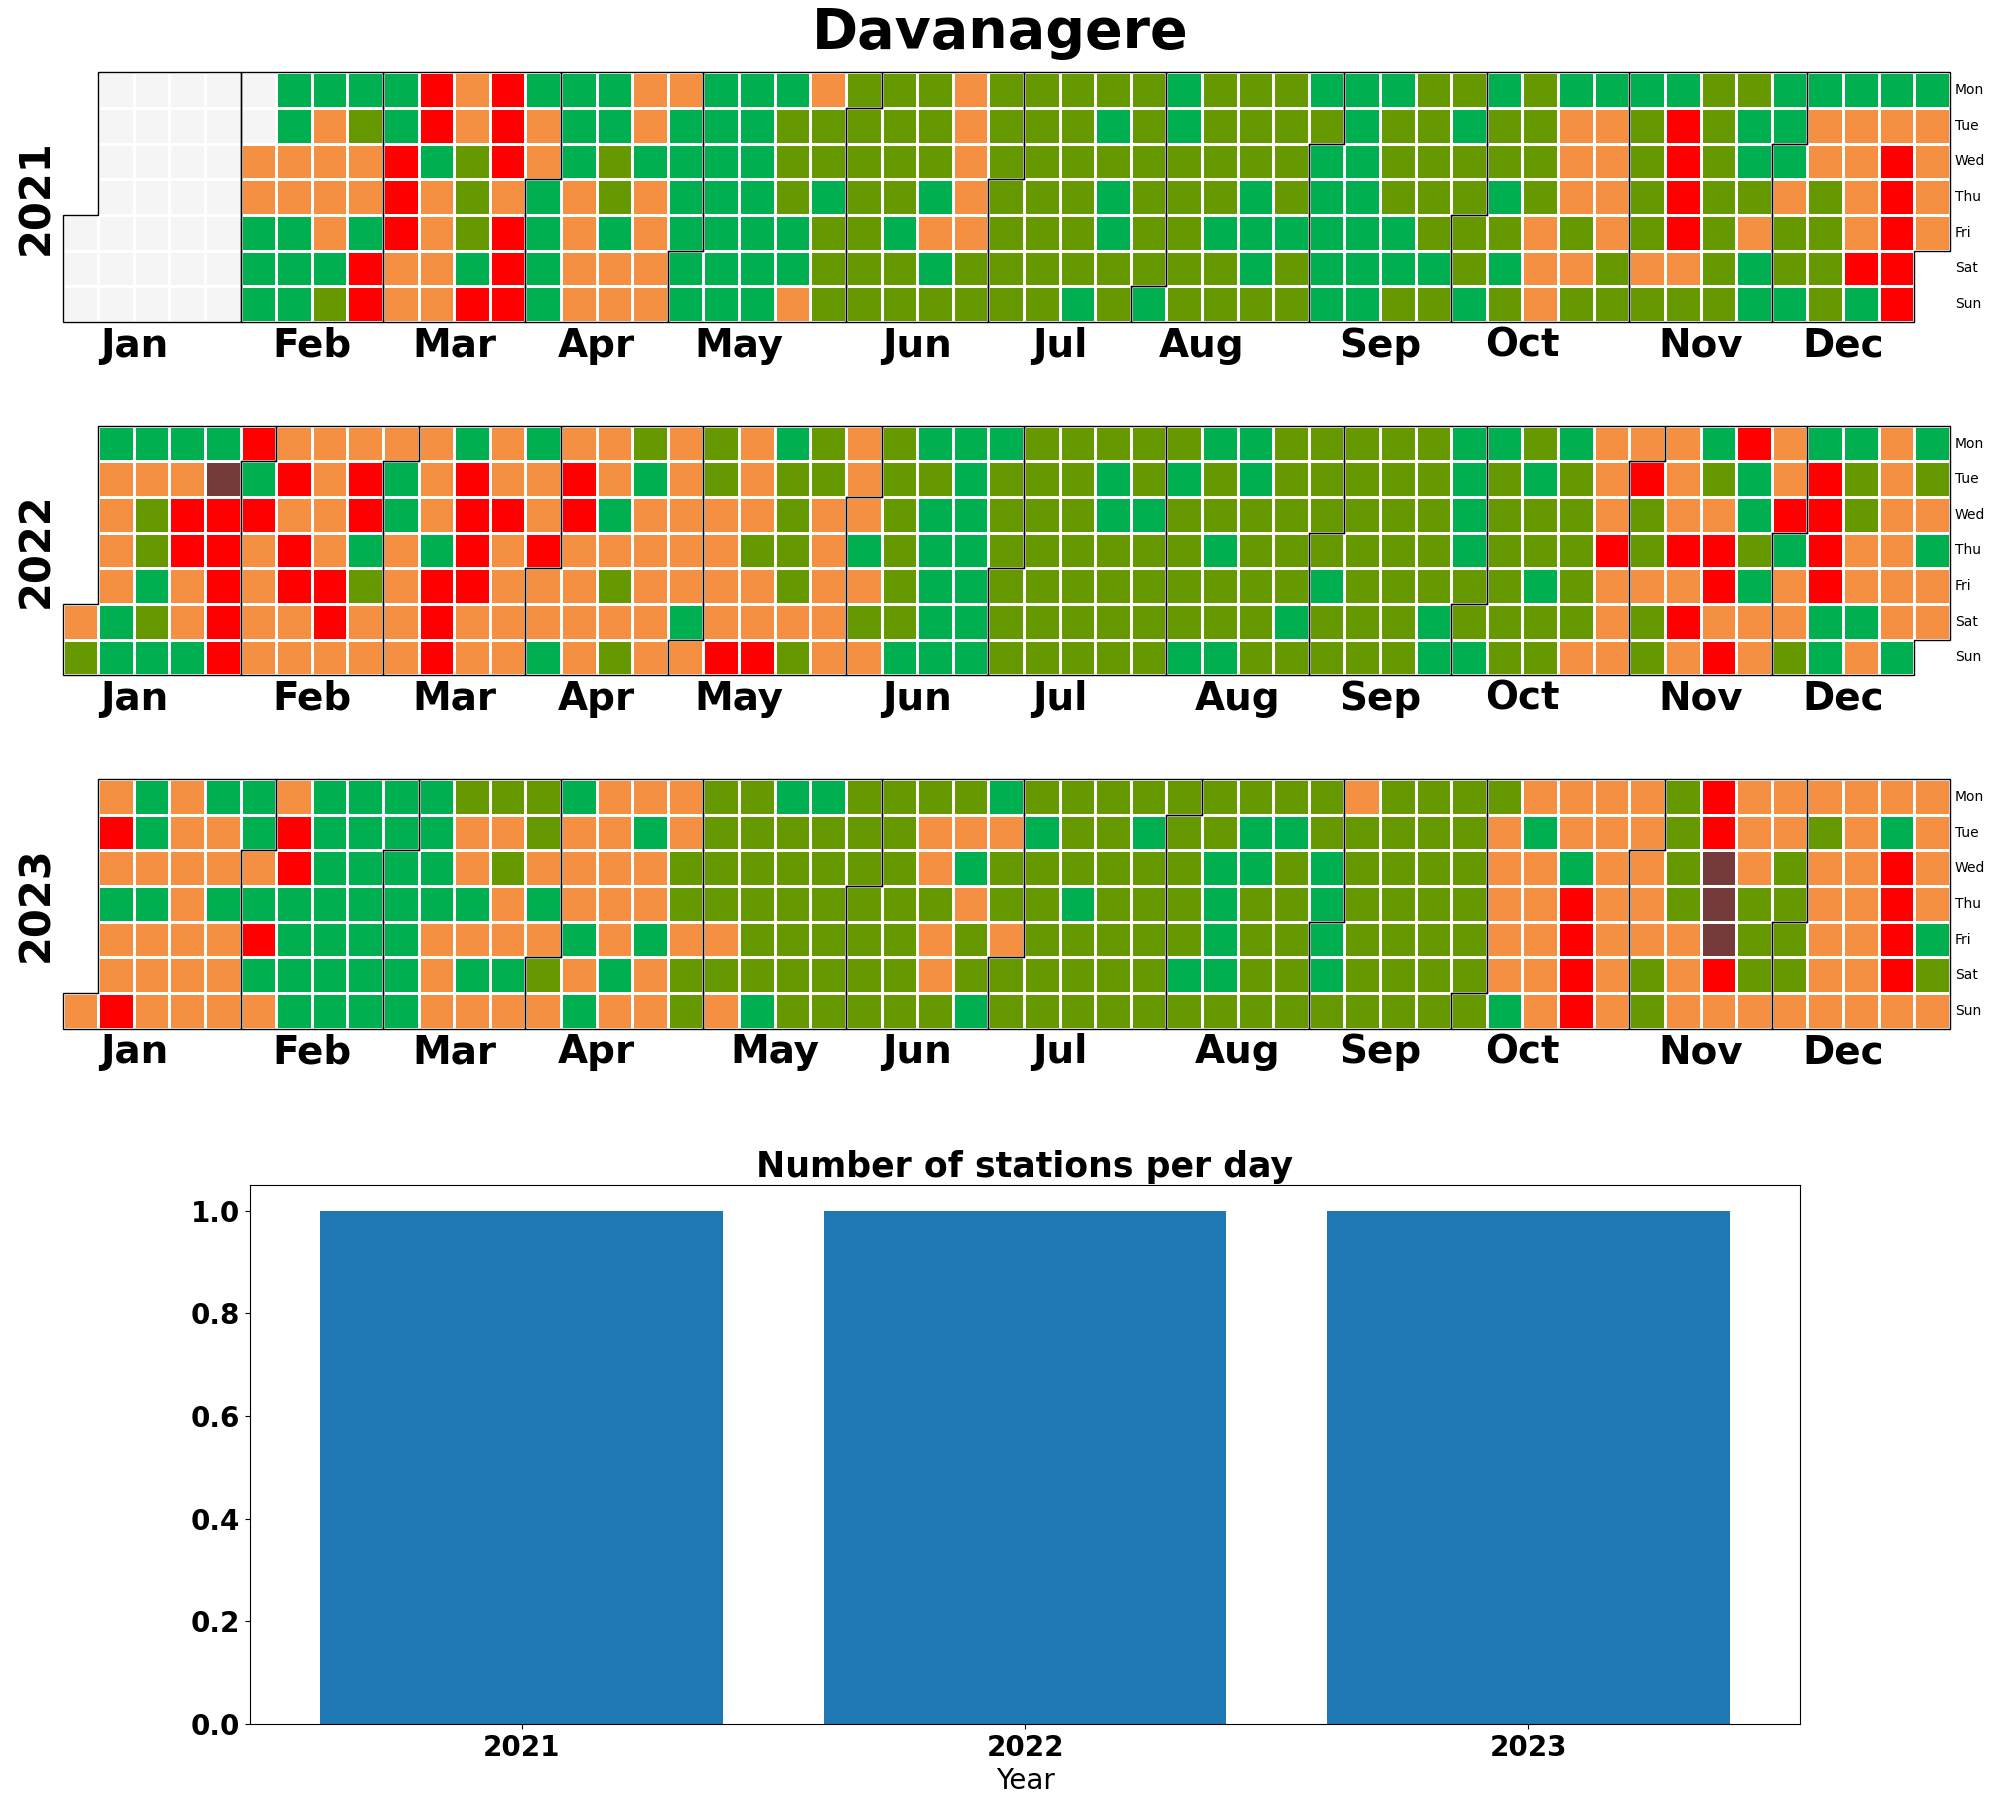 Davanagere
2021
Mon
Tue
Wed
Thu
Fri
Sat
Sun
Jan Feb Mar Apr May Jun Jul Aug Sep Oct Nov Dec
2022
Mon
Tue
Wed
Thu
Fri
Sat
Sun
Jan Feb Mar Apr May Jun Jul Aug Sep Oct Nov Dec
2023
Mon
Tue
Wed
Thu
Fri
Sat
Sun
Jan Feb Mar Apr May Jun Jul Aug Sep Oct Nov Dec
Number of stations per day
1.0
0.8
0.6
0.4
0.2
0.0
2021 2022 2023
Year